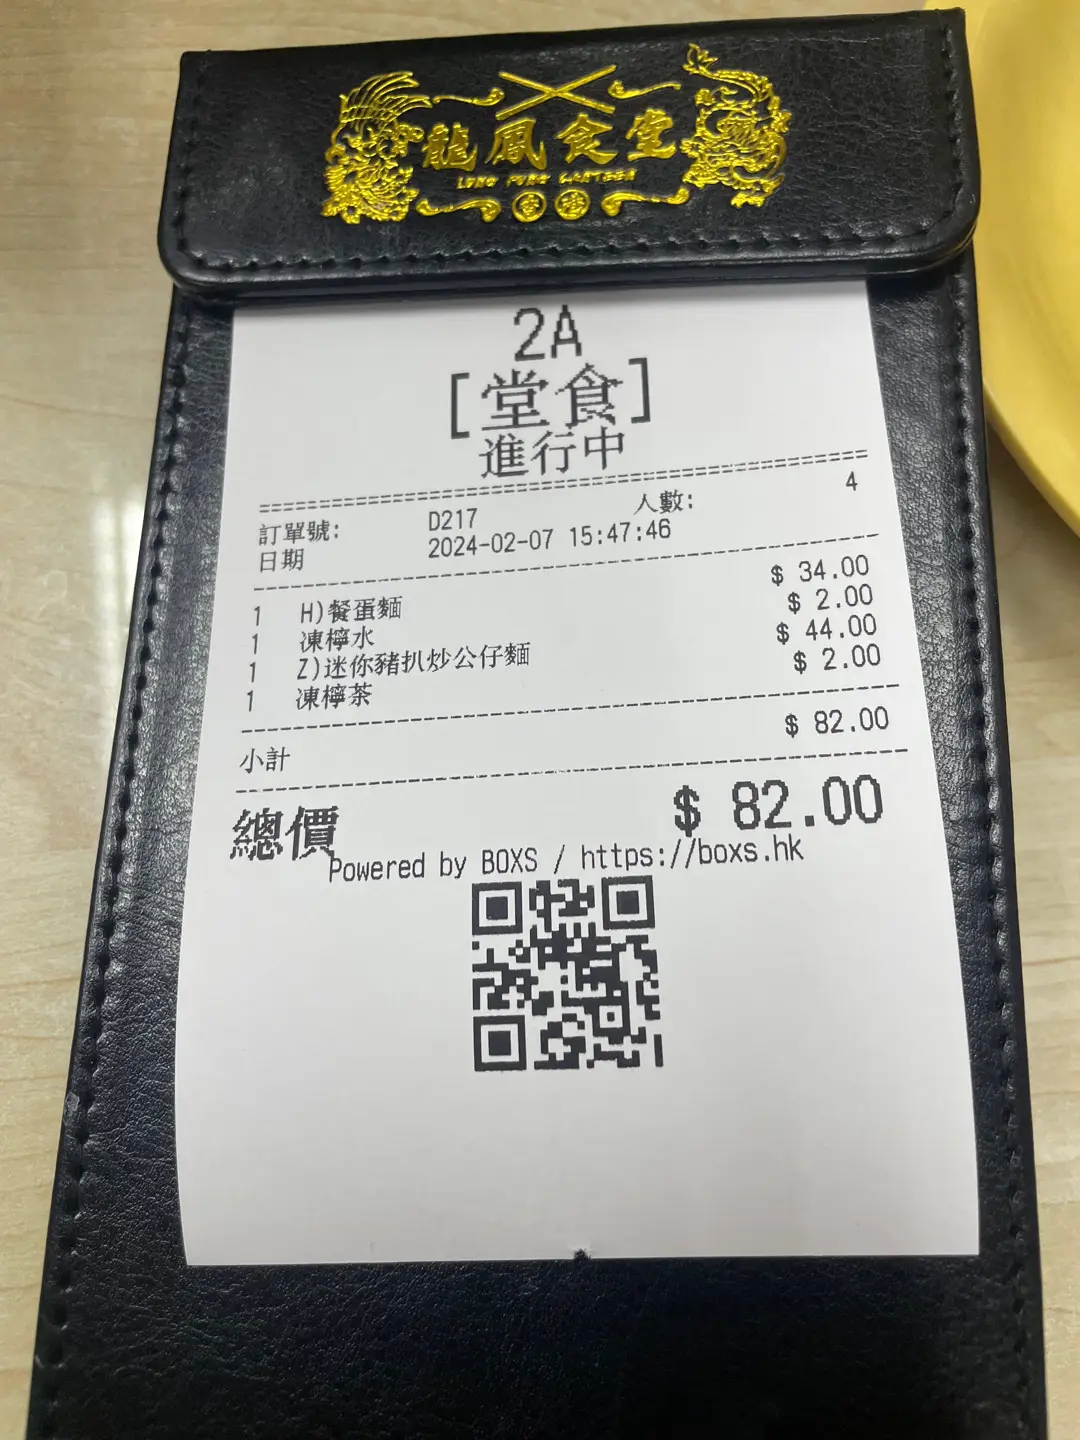 龍鳳食堂
LUNG FUNG CANTEEN
2A
[堂食]
進行中
訂單號: D217 人數: 4
日期 2024-02-07 15:47:46
1 H)餐蛋麵 $ 34.00
1 凍檸水 $ 2.00
1 Z)迷你豬扒炒公仔麵 $ 44.00
1 凍檸茶 $ 2.00
小計 $ 82.00
總價 $ 82.00
Powered by BOXS / https://boxs.hk